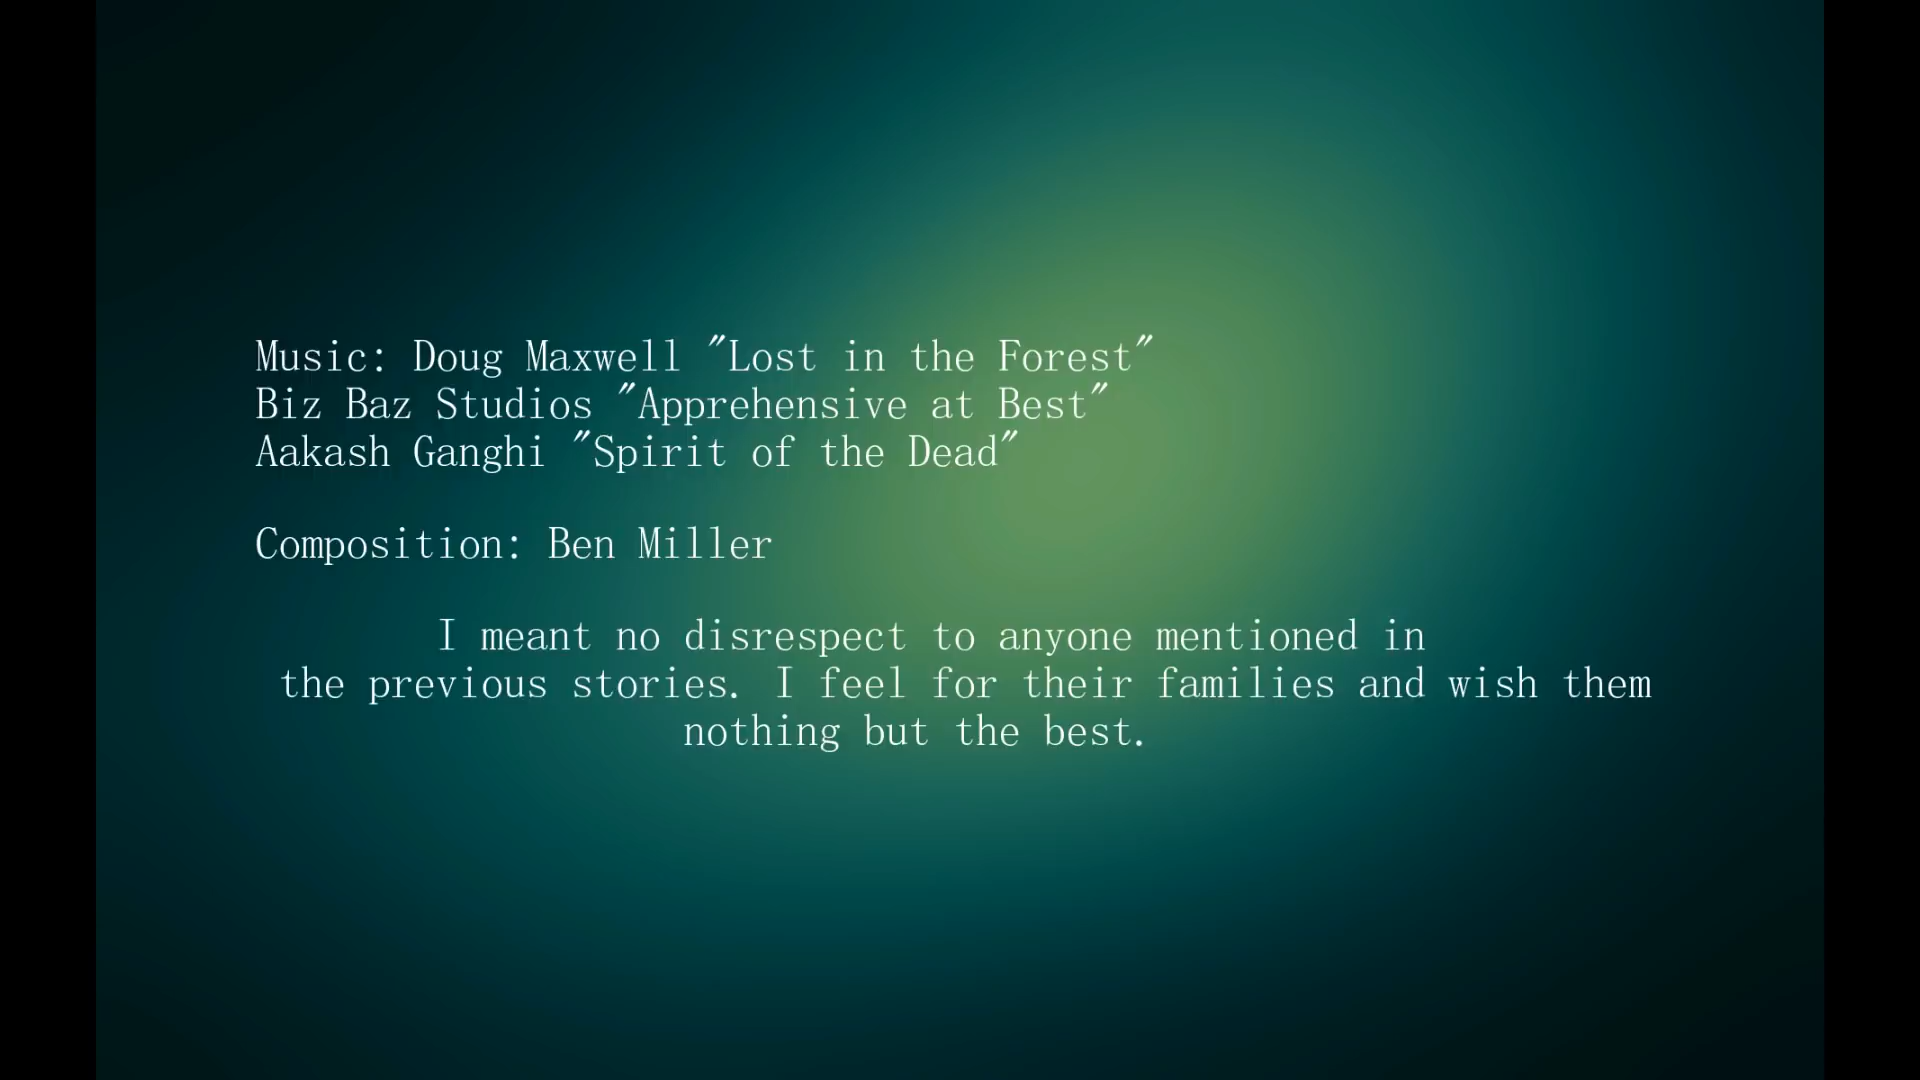 Music: Doug Maxwell "Lost in the Forest"
Biz Baz Studios "Apprehensive at Best"
Aakash Ganghi "Spirit of the Dead"
Composition: Ben Miller
I meant no disrespect to anyone mentioned in
the previous stories. I feel for their families and wish them
nothing but the best.